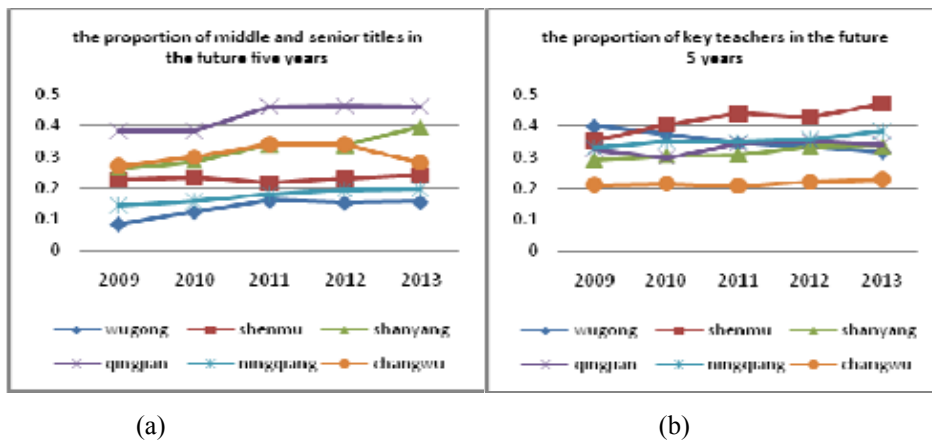 the proportion of middle and senior titles in
the future five years
0.5
0.4
0.3
0.2
0.1
0
2009 2010 2011 2012 2013
wugong shenmu shanyang
qingjian ningqiang changwu
(a)
the proportion of key teachers in the future
5 years
0.5
0.4
0.3
0.2
0.1
0
2009 2010 2011 2012 2013
wugong shenmu shanyang
qingjian ningqiang changwu
(b)